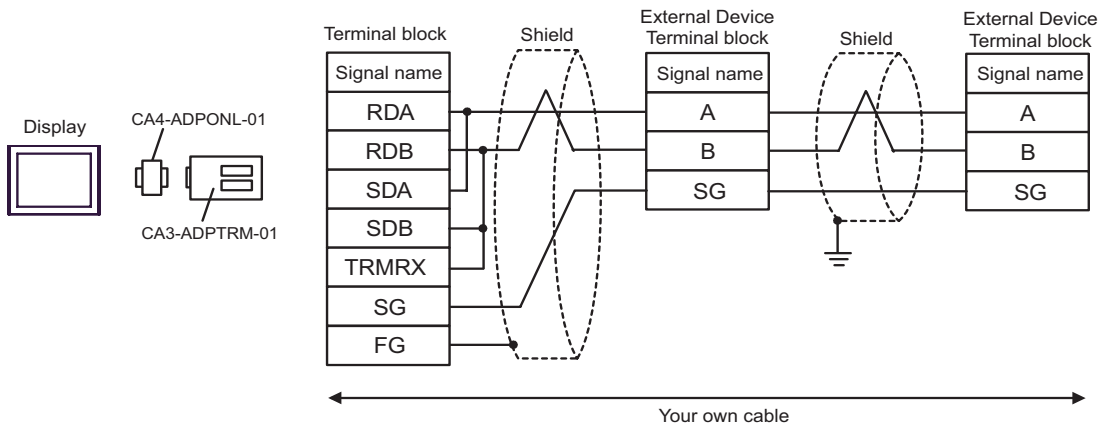 Display
CA4-ADPONL-01
CA3-ADPTRM-01
Terminal block
Signal name
RDA
RDB
SDA
SDB
TRMRX
SG
FG
Shield
External Device
Terminal block
Signal name
A
B
SG
Shield
External Device
Terminal block
Signal name
A
B
SG
Your own cable